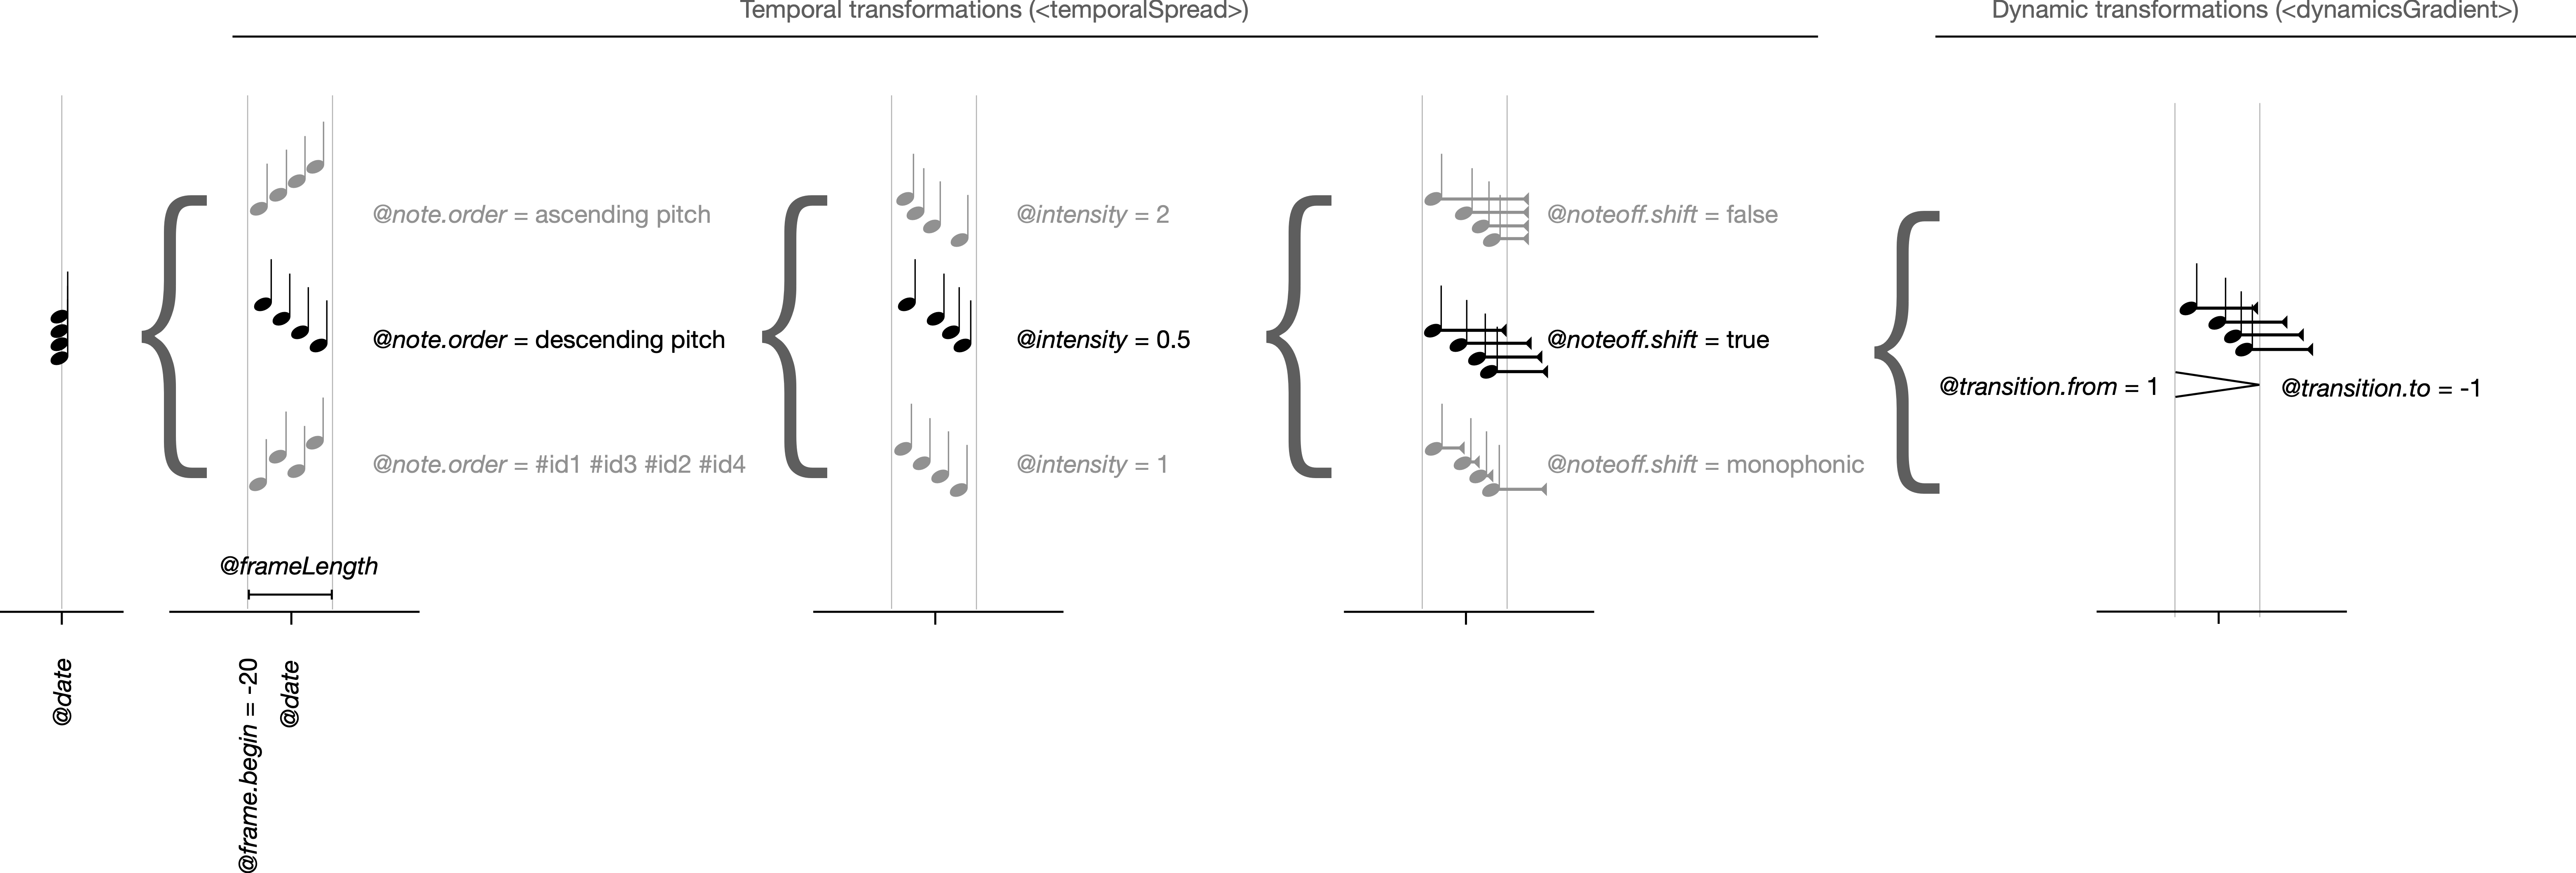 Temporal transformations (<temporalSpread>)
Dynamic transformations (<dynamicsGradient>)
@note.order = ascending pitch
@note.order = descending pitch
@note.order = #id1 #id3 #id2 #id4
@frameLength
@date
@frame.begin = -20
@date
@intensity = 2
@intensity = 0.5
@intensity = 1
@noteoff.shift = false
@noteoff.shift = true
@noteoff.shift = monophonic
@transition.from = 1
@transition.to = -1